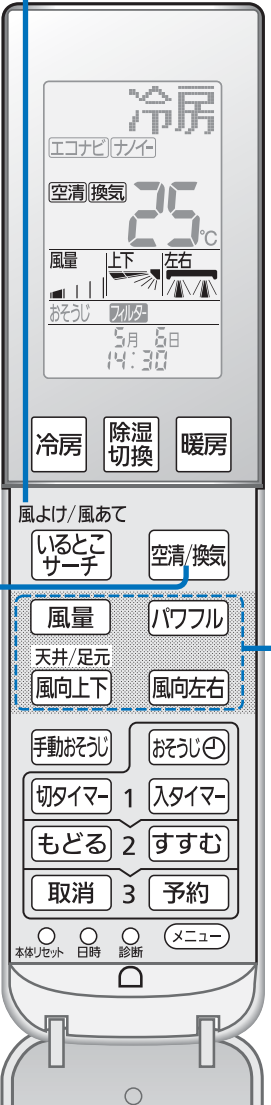 冷房
エコナビ ナノイー
空清 換気 25℃
風量 上下 左右
おそうじ フィルター
5月 6日
14:30
冷房 除湿切換 暖房
風よけ/風あて
いるとこサーチ 空清/換気
風量 パワフル
天井/足元
風向上下 風向左右
手動おそうじ おそうじ
切タイマー 1 入タイマー
もどる 2 すすむ
取消 3 予約
本体リセット 日時 診断 メニュー